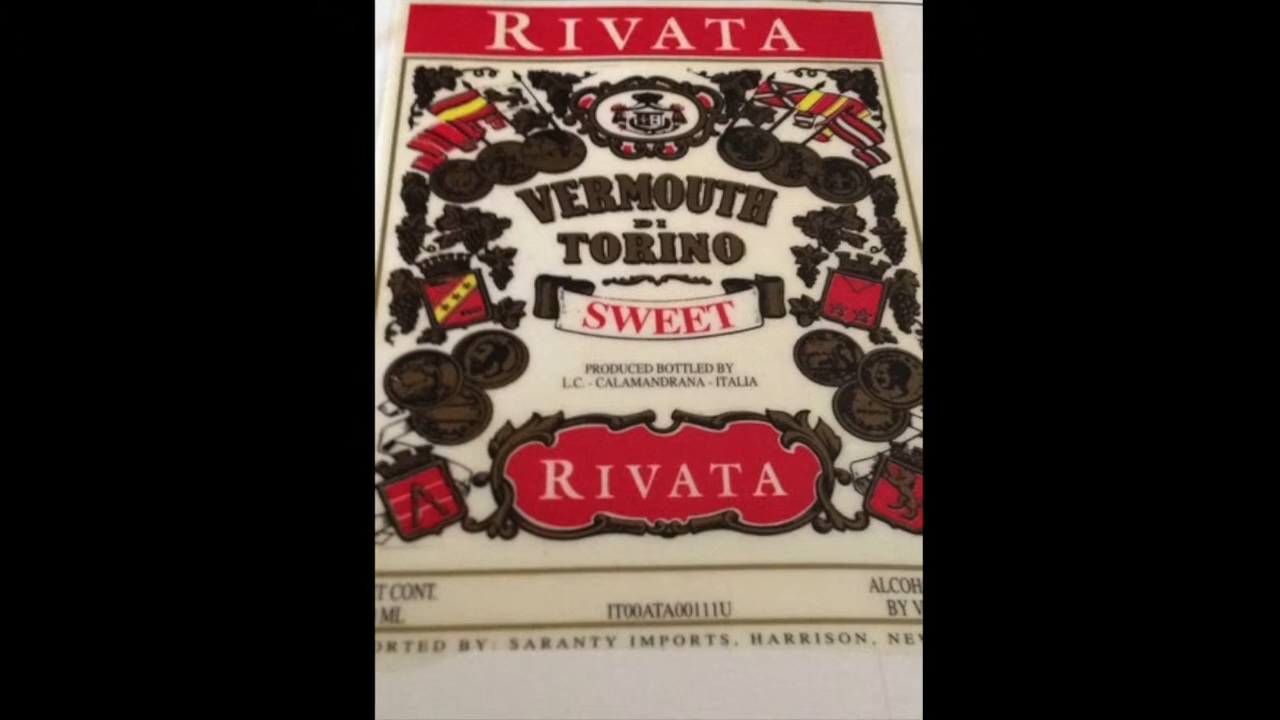 RIVATA
VERMOUTH
DI
TORINO
SWEET
PRODUCED BOTTLED BY
L.C. - CALAMANDRANA - ITALIA
RIVATA
T CONT.
ML
IT00ATA00111U
ALCOH
BY V
ORTED BY: SARANTY IMPORTS, HARRISON, NEW